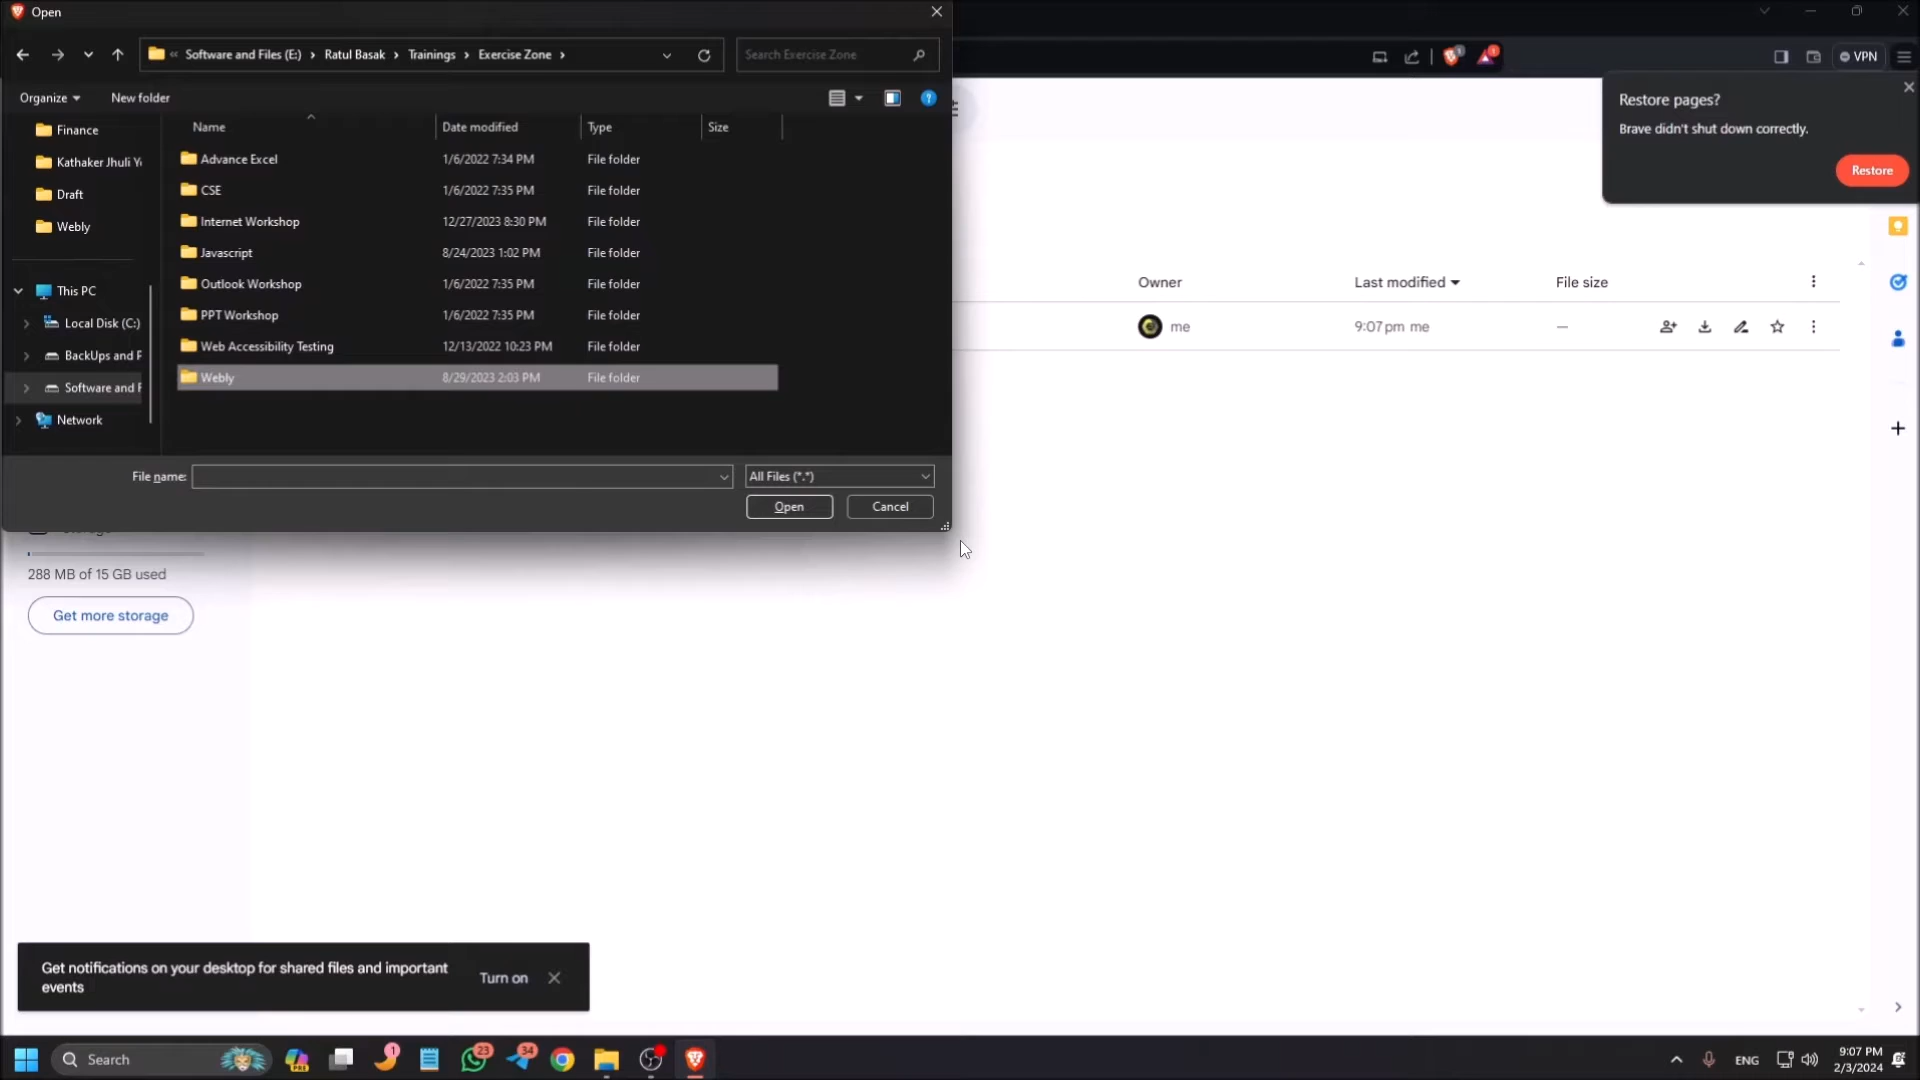 Open
Software and Files (E:) › Ratul Basak › Trainings › Exercise Zone ›
Search Exercise Zone
VPN
Organize
New folder
Restore pages?
Brave didn't shut down correctly.
Restore
Finance
Kathaker Jhuli Y
Draft
Webly
This PC
Local Disk (C:)
BackUps and F
Software and F
Network
Name Date modified Type Size
Advance Excel 1/6/2022 7:34 PM File folder
CSE 1/6/2022 7:35 PM File folder
Internet Workshop 12/27/2023 8:30 PM File folder
Javascript 8/24/2023 1:02 PM File folder
Outlook Workshop 1/6/2022 7:35 PM File folder
PPT Workshop 1/6/2022 7:35 PM File folder
Web Accessibility Testing 12/13/2022 10:23 PM File folder
Webly 8/29/2023 2:03 PM File folder
File name:
All Files (*.*)
Open
Cancel
Owner Last modified File size
me 9:07 pm me —
288 MB of 15 GB used
Get more storage
Get notifications on your desktop for shared files and important
events
Turn on
Search
PRE
1
23
34
ENG
9:07 PM
2/3/2024